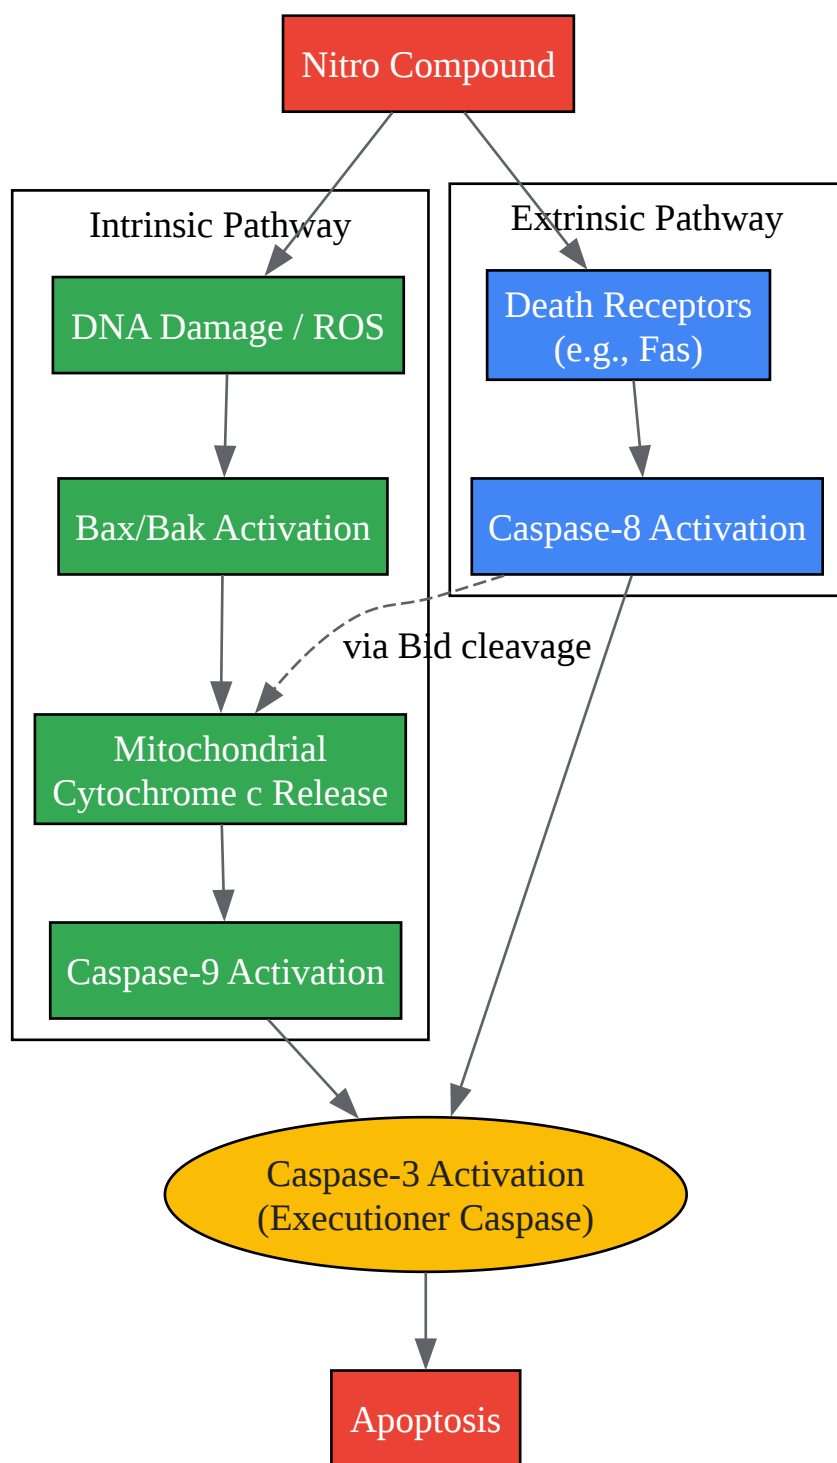 Nitro Compound
Intrinsic Pathway
Extrinsic Pathway
DNA Damage / ROS
Death Receptors
(e.g., Fas)
Bax/Bak Activation
Caspase-8 Activation
via Bid cleavage
Mitochondrial
Cytochrome c Release
Caspase-9 Activation
Caspase-3 Activation
(Executioner Caspase)
Apoptosis